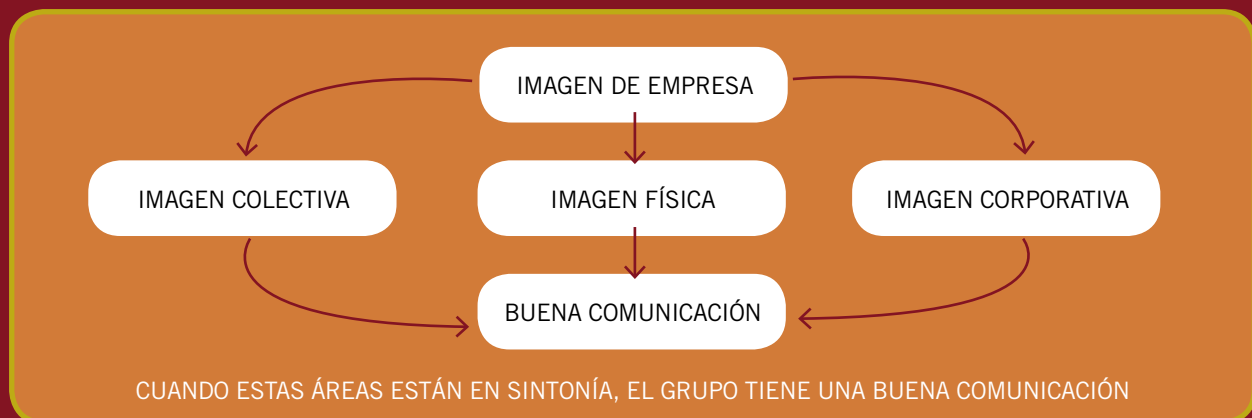 IMAGEN DE EMPRESA
IMAGEN COLECTIVA
IMAGEN FÍSICA
IMAGEN CORPORATIVA
BUENA COMUNICACIÓN
CUANDO ESTAS ÁREAS ESTÁN EN SINTONÍA, EL GRUPO TIENE UNA BUENA COMUNICACIÓN